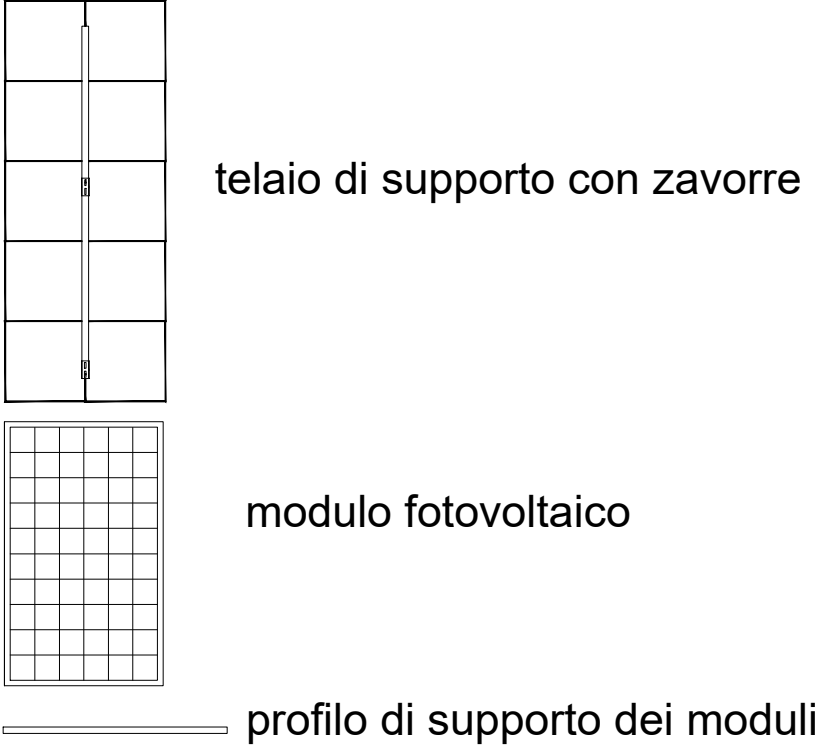 telaio di supporto con zavorre
modulo fotovoltaico
profilo di supporto dei moduli